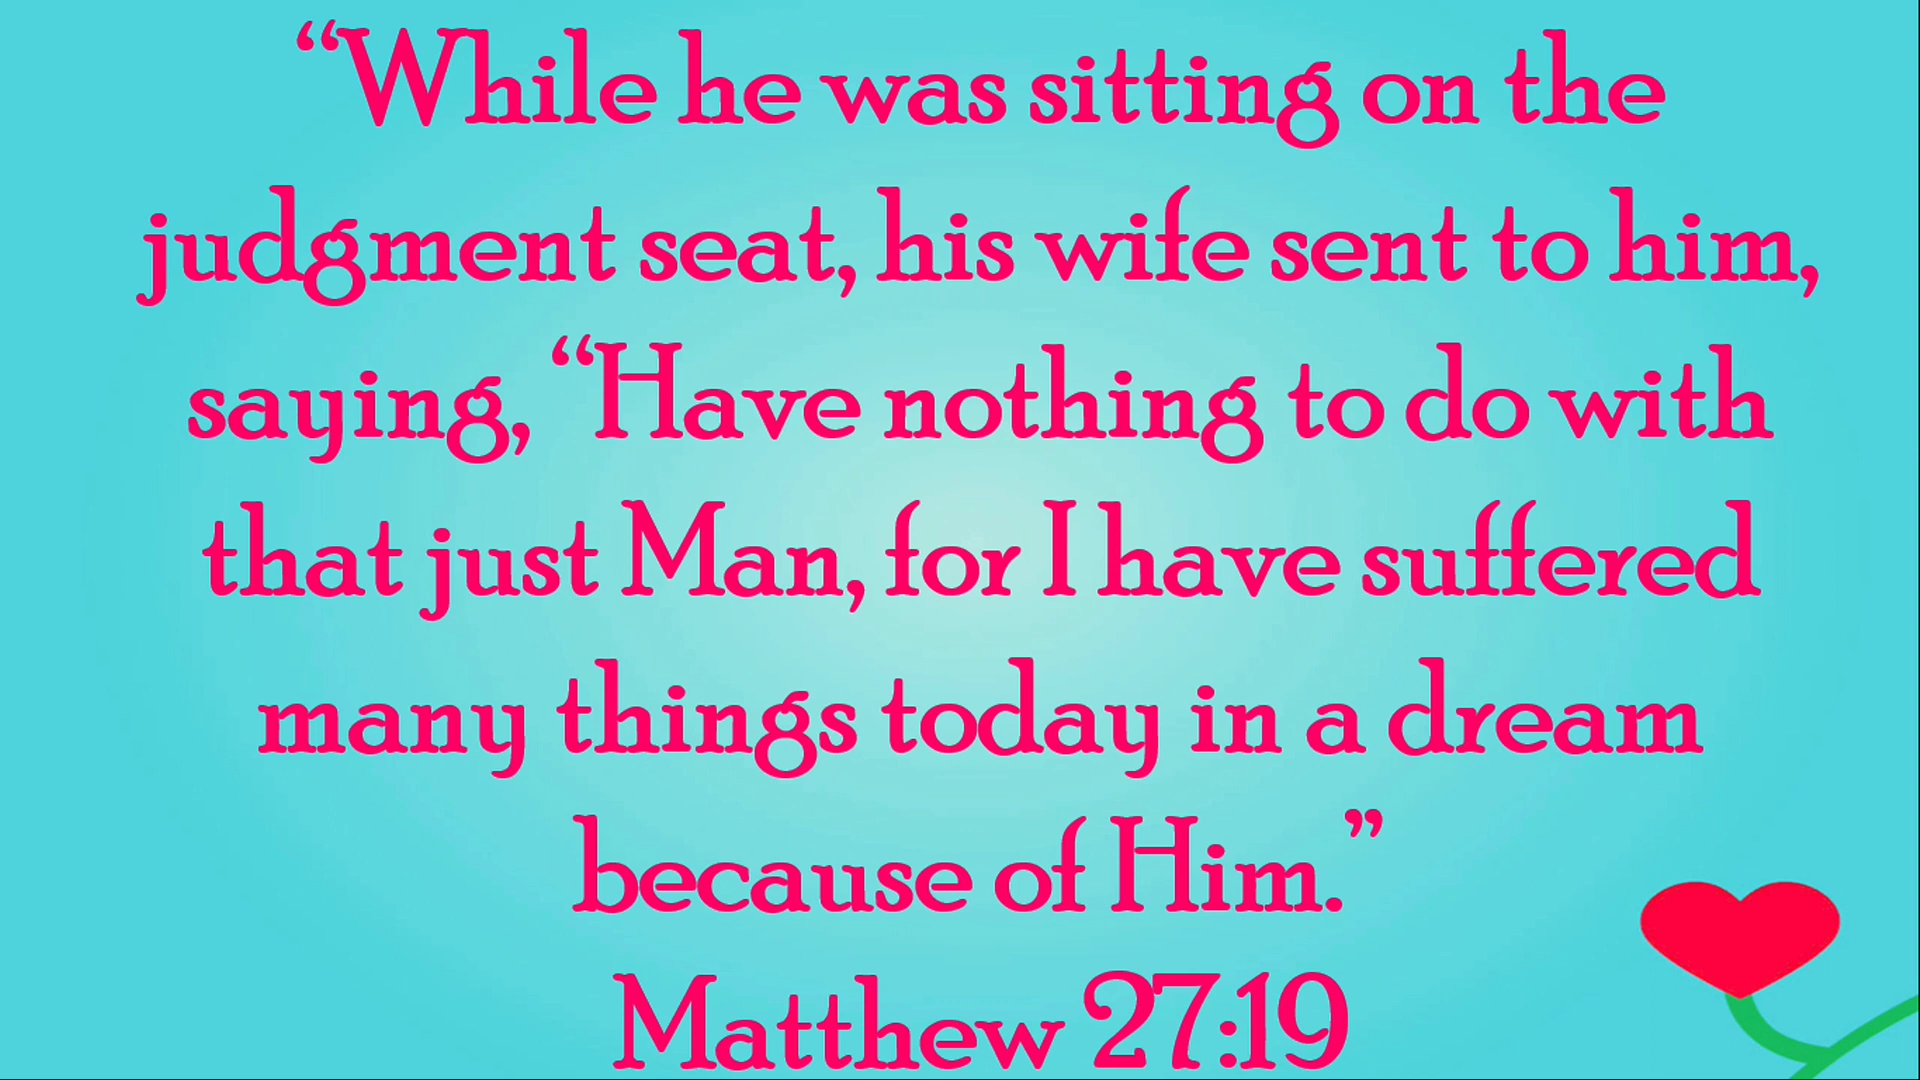 “While he was sitting on the
judgment seat, his wife sent to him,
saying, “Have nothing to do with
that just Man, for I have suffered
many things today in a dream
because of Him.”
Matthew 27:19